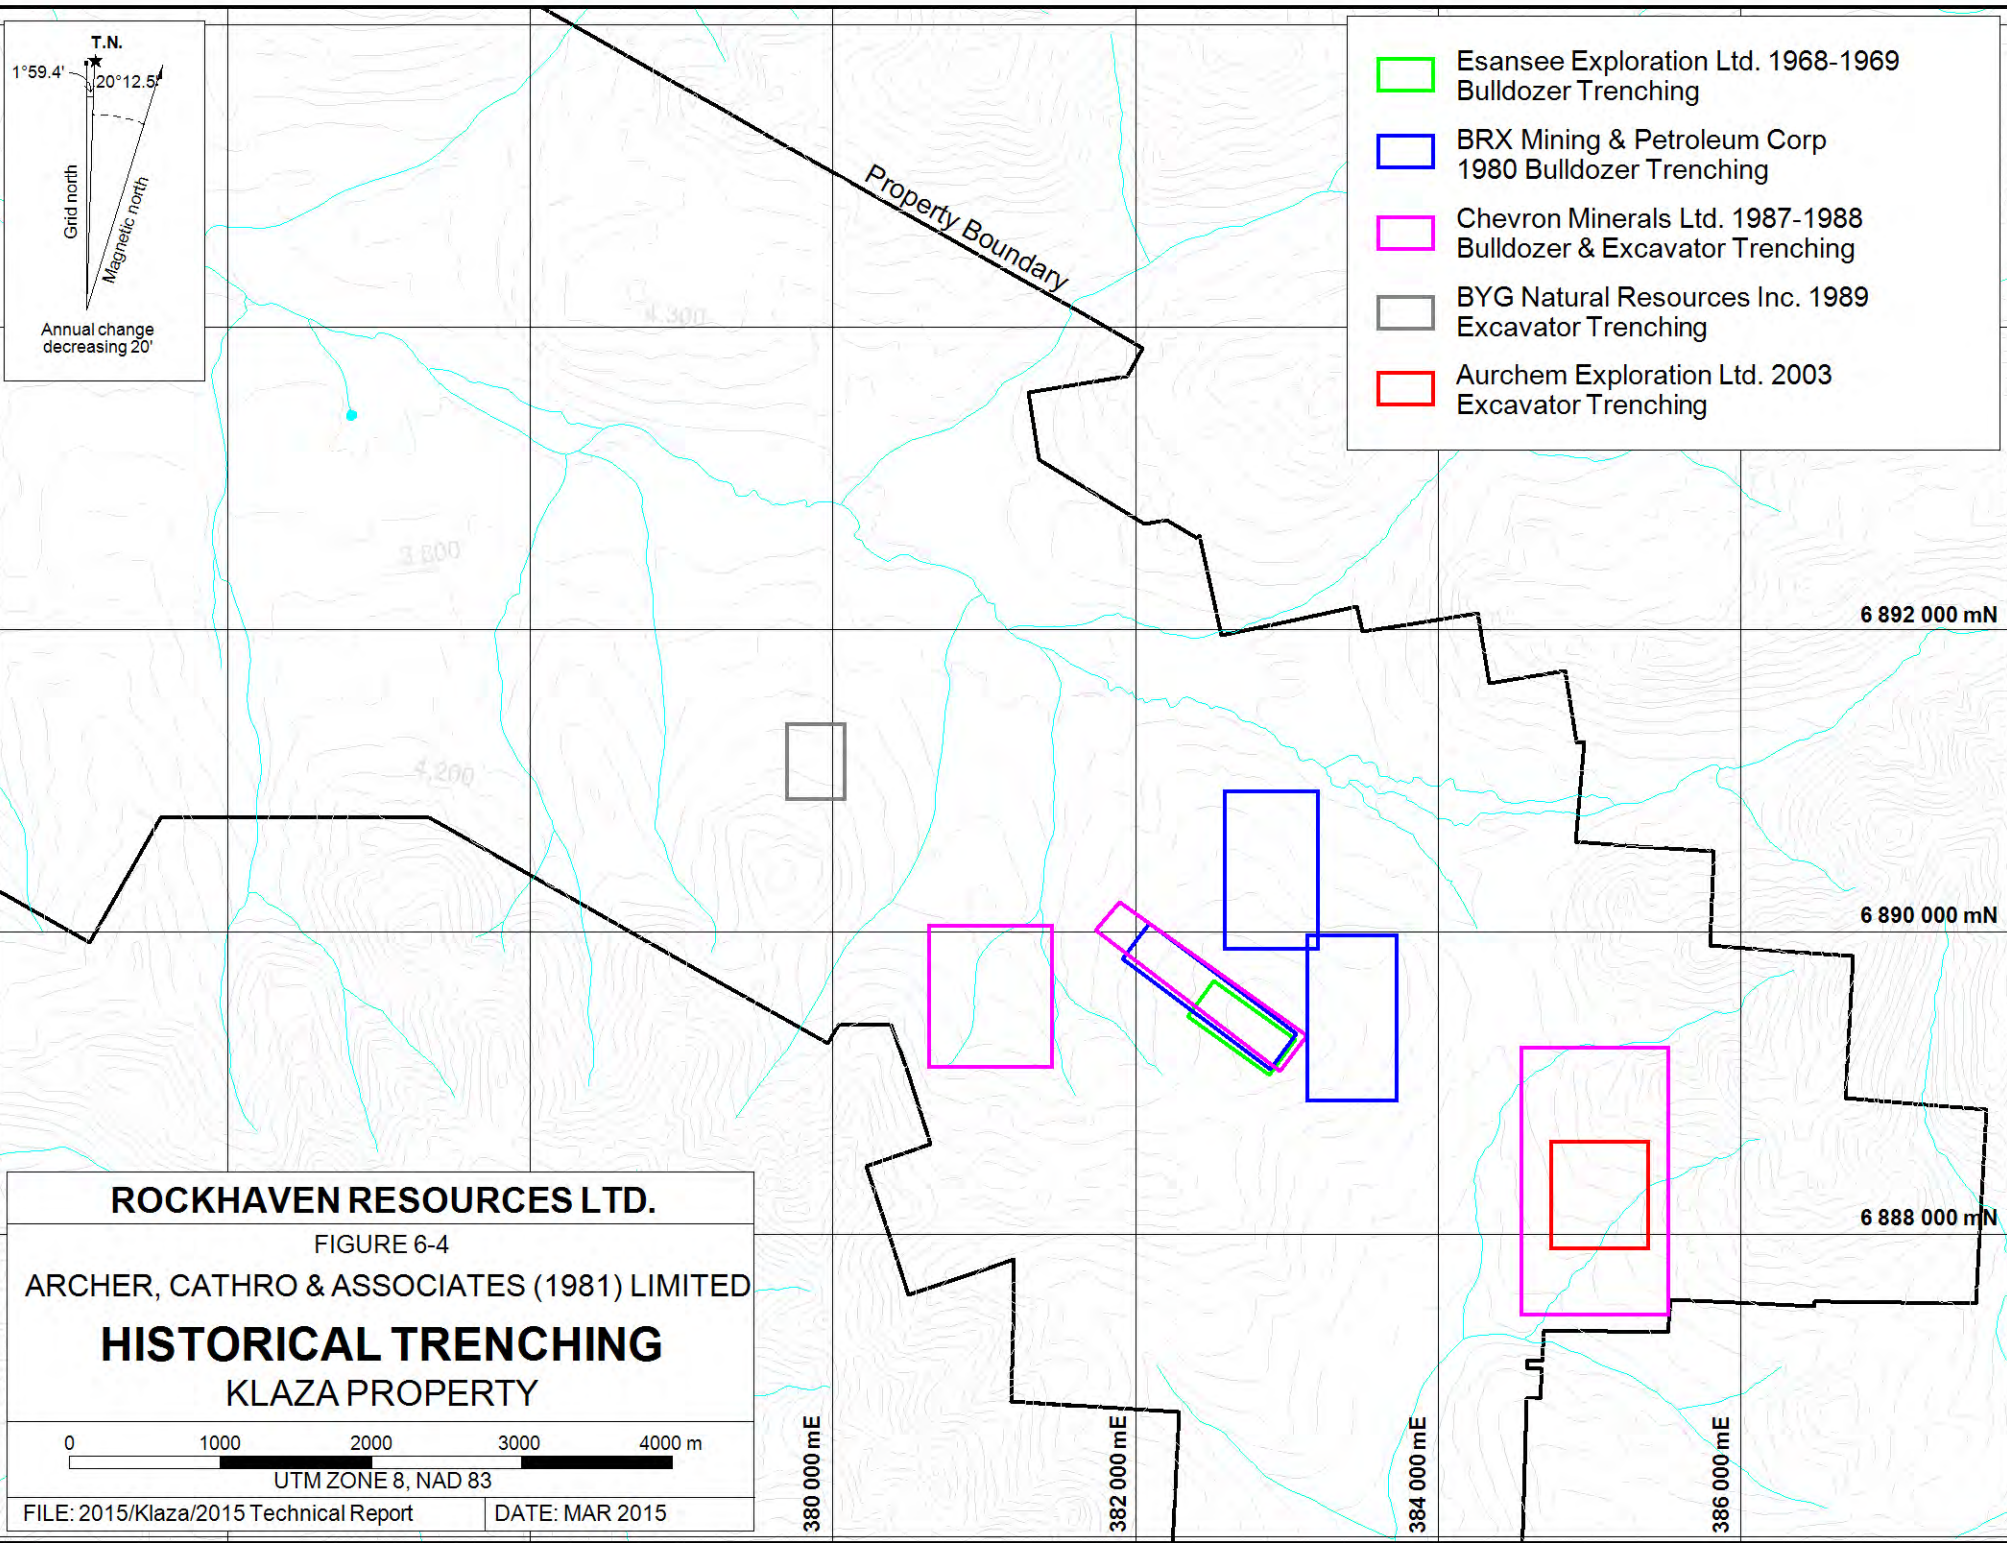 T.N.
1°59.4'
20°12.5'
Grid north
Magnetic north
Annual change
decreasing 20'
Property Boundary
Esansee Exploration Ltd. 1968-1969
Bulldozer Trenching
BRX Mining & Petroleum Corp
1980 Bulldozer Trenching
Chevron Minerals Ltd. 1987-1988
Bulldozer & Excavator Trenching
BYG Natural Resources Inc. 1989
Excavator Trenching
Aurchem Exploration Ltd. 2003
Excavator Trenching
4,300
4,200
6 892 000 mN
6 890 000 mN
6 888 000 mN
380 000 mE
382 000 mE
384 000 mE
386 000 mE
ROCKHAVEN RESOURCES LTD.
FIGURE 6-4
ARCHER, CATHRO & ASSOCIATES (1981) LIMITED
HISTORICAL TRENCHING
KLAZA PROPERTY
0 1000 2000 3000 4000 m
UTM ZONE 8, NAD 83
FILE: 2015/Klaza/2015 Technical Report
DATE: MAR 2015